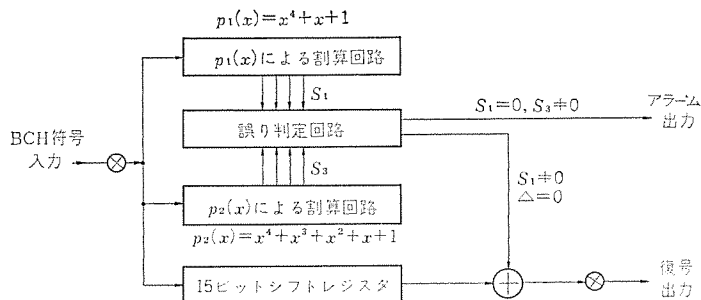 p₁(x)=x⁴+x+1
p₁(x)による割算回路
S₁
S₁=0, S₃≠0
アラーム
出力
誤り判定回路
BCH符号
入力
S₃
S₁≠0
△=0
p₂(x)による割算回路
p₂(x)=x⁴+x³+x²+x+1
15ビットシフトレジスタ
復号
出力